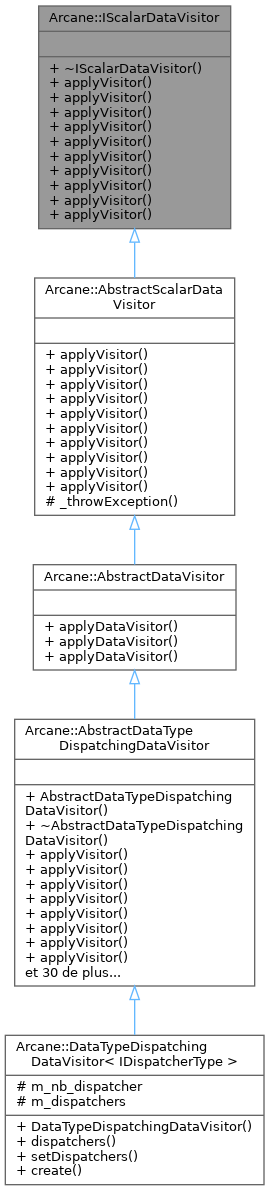 Arcane::IScalarDataVisitor
+ ~IScalarDataVisitor()
+ applyVisitor()
+ applyVisitor()
+ applyVisitor()
+ applyVisitor()
+ applyVisitor()
+ applyVisitor()
+ applyVisitor()
+ applyVisitor()
+ applyVisitor()
+ applyVisitor()
Arcane::AbstractScalarData
Visitor
+ applyVisitor()
+ applyVisitor()
+ applyVisitor()
+ applyVisitor()
+ applyVisitor()
+ applyVisitor()
+ applyVisitor()
+ applyVisitor()
+ applyVisitor()
+ applyVisitor()
# _throwException()
Arcane::AbstractDataVisitor
+ applyDataVisitor()
+ applyDataVisitor()
+ applyDataVisitor()
Arcane::AbstractDataType
DispatchingDataVisitor
+ AbstractDataTypeDispatching
DataVisitor()
+ ~AbstractDataTypeDispatching
DataVisitor()
+ applyVisitor()
+ applyVisitor()
+ applyVisitor()
+ applyVisitor()
+ applyVisitor()
+ applyVisitor()
+ applyVisitor()
+ applyVisitor()
et 30 de plus...
Arcane::DataTypeDispatching
DataVisitor< IDispatcherType >
# m_nb_dispatcher
# m_dispatchers
+ DataTypeDispatchingDataVisitor()
+ dispatchers()
+ setDispatchers()
+ create()